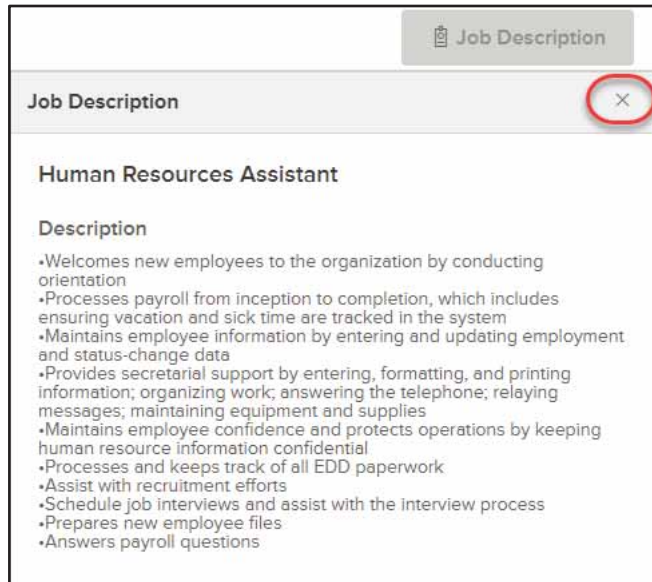 Job Description
Job Description
Human Resources Assistant
Description
•Welcomes new employees to the organization by conducting
orientation
•Processes payroll from inception to completion, which includes
ensuring vacation and sick time are tracked in the system
•Maintains employee information by entering and updating employment
and status-change data
•Provides secretarial support by entering, formatting, and printing
information; organizing work; answering the telephone; relaying
messages; maintaining equipment and supplies
•Maintains employee confidence and protects operations by keeping
human resource information confidential
•Processes and keeps track of all EDD paperwork
•Assist with recruitment efforts
•Schedule job interviews and assist with the interview process
•Prepares new employee files
•Answers payroll questions